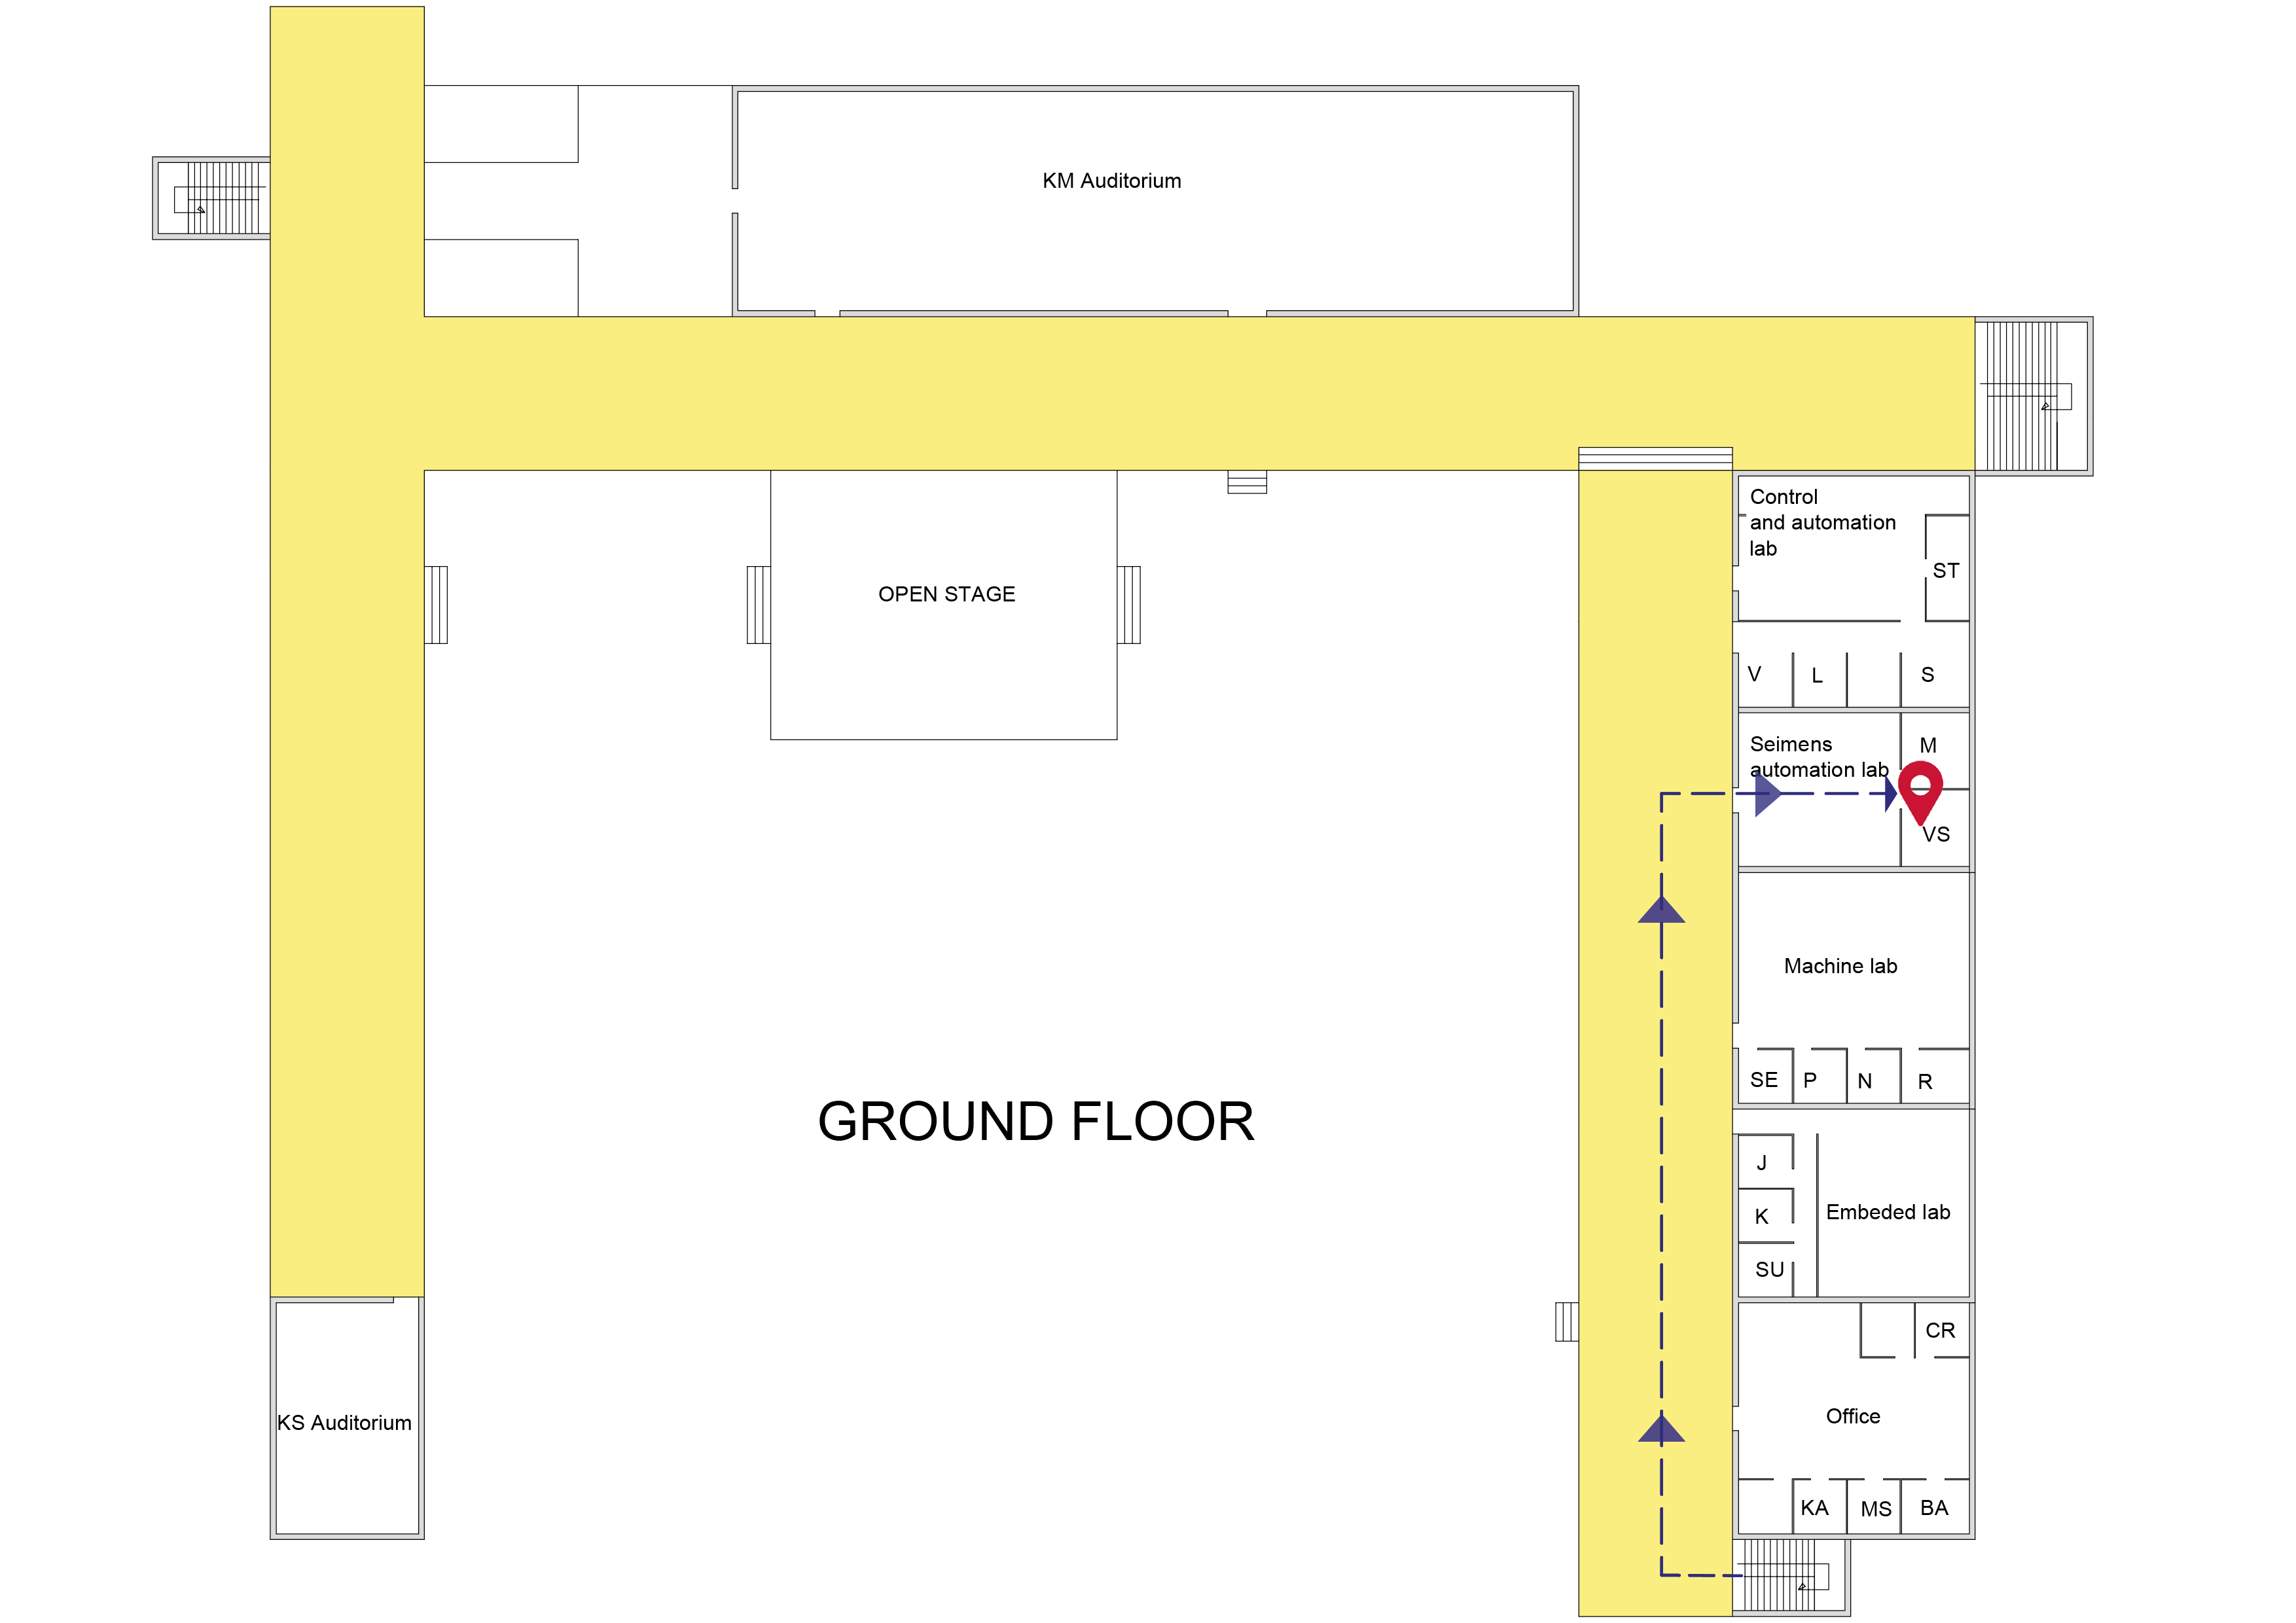 KM Auditorium
Control
and automation
lab
ST
OPEN STAGE
V
L
S
Seimens
automation lab
M
VS
Machine lab
SE
P
N
R
GROUND FLOOR
J
K
Embeded lab
SU
CR
KS Auditorium
Office
KA
MS
BA